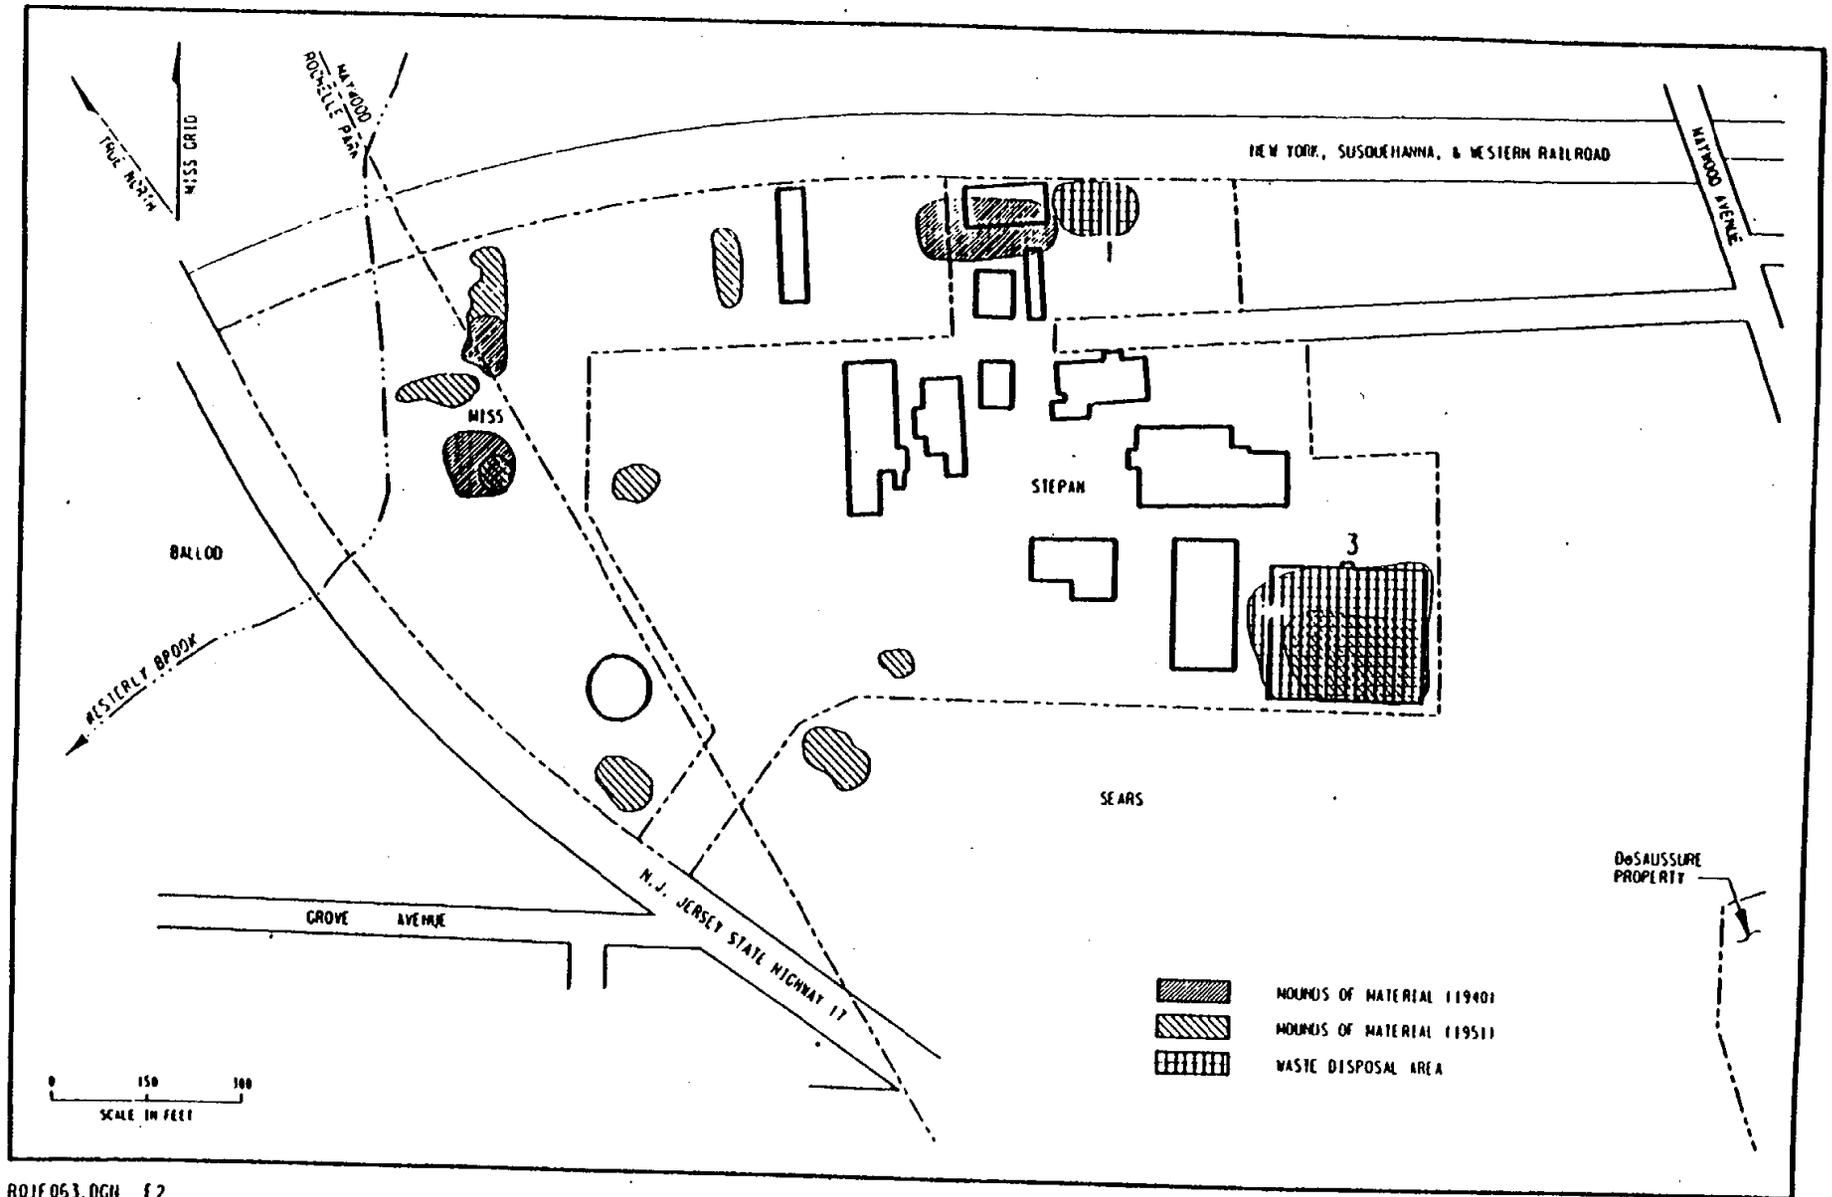 MAYWOOD
ROCHELLE PARK
TRUE NORTH
MISS GRID
NEW YORK, SUSQUEHANNA, & WESTERN RAILROAD
MAYWOOD AVENUE
1
MISS
STEPAN
3
BALLOD
WESTERLY BROOK
SEARS
DeSAUSSURE
PROPERTY
N.J. JERSEY STATE HIGHWAY 17
GROVE AVENUE
MOUNDS OF MATERIAL (1940)
MOUNDS OF MATERIAL (1951)
WASTE DISPOSAL AREA
0 150 300
SCALE IN FEET
R01F063.DGN F2